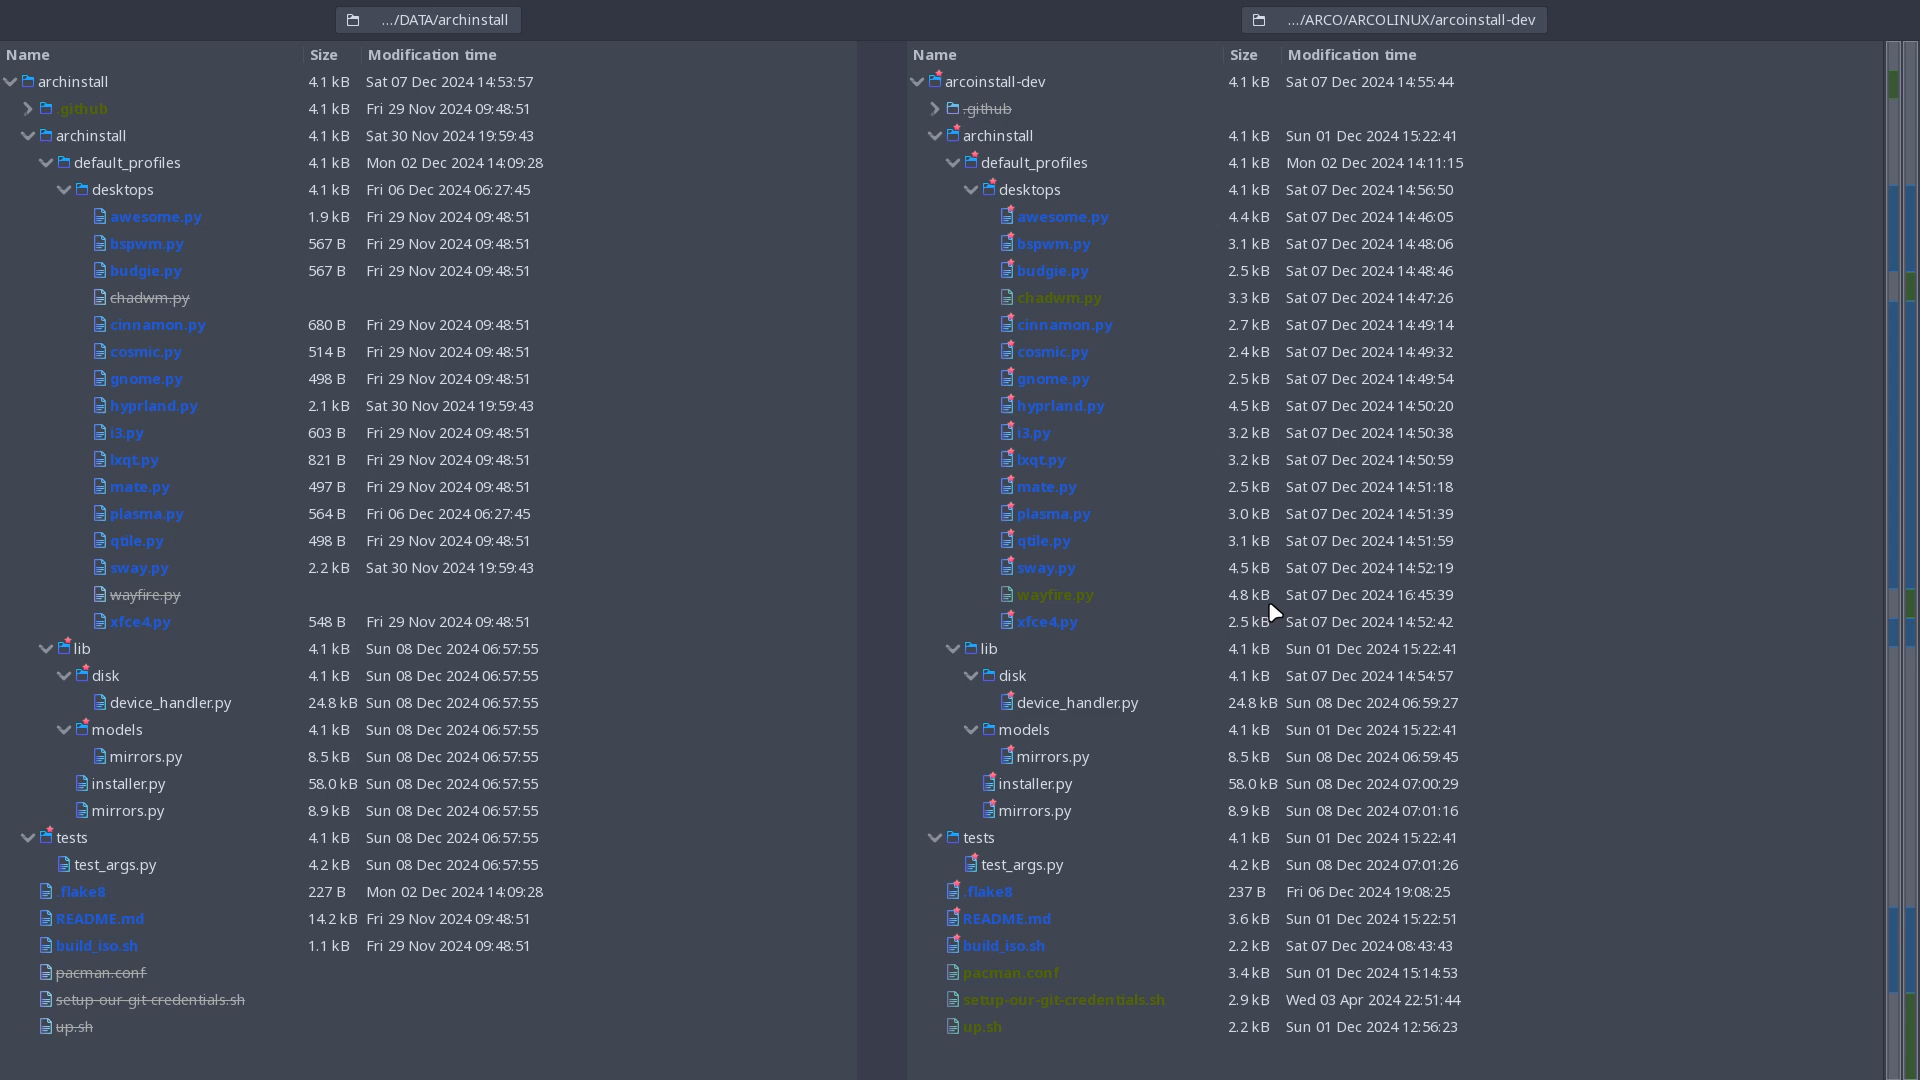 .../DATA/archinstall .../ARCO/ARCOLINUX/arcoinstall-dev
Name Size Modification time Name Size Modification time
archinstall 4.1 kB Sat 07 Dec 2024 14:53:57 arcoinstall-dev 4.1 kB Sat 07 Dec 2024 14:55:44
.github 4.1 kB Fri 29 Nov 2024 09:48:51 .github
archinstall 4.1 kB Sat 30 Nov 2024 19:59:43 archinstall 4.1 kB Sun 01 Dec 2024 15:22:41
default_profiles 4.1 kB Mon 02 Dec 2024 14:09:28 default_profiles 4.1 kB Mon 02 Dec 2024 14:11:15
desktops 4.1 kB Fri 06 Dec 2024 06:27:45 desktops 4.1 kB Sat 07 Dec 2024 14:56:50
awesome.py 1.9 kB Fri 29 Nov 2024 09:48:51 awesome.py 4.4 kB Sat 07 Dec 2024 14:46:05
bspwm.py 567 B Fri 29 Nov 2024 09:48:51 bspwm.py 3.1 kB Sat 07 Dec 2024 14:48:06
budgie.py 567 B Fri 29 Nov 2024 09:48:51 budgie.py 2.5 kB Sat 07 Dec 2024 14:48:46
chadwm.py chadwm.py 3.3 kB Sat 07 Dec 2024 14:47:26
cinnamon.py 680 B Fri 29 Nov 2024 09:48:51 cinnamon.py 2.7 kB Sat 07 Dec 2024 14:49:14
cosmic.py 514 B Fri 29 Nov 2024 09:48:51 cosmic.py 2.4 kB Sat 07 Dec 2024 14:49:32
gnome.py 498 B Fri 29 Nov 2024 09:48:51 gnome.py 2.5 kB Sat 07 Dec 2024 14:49:54
hyprland.py 2.1 kB Sat 30 Nov 2024 19:59:43 hyprland.py 4.5 kB Sat 07 Dec 2024 14:50:20
i3.py 603 B Fri 29 Nov 2024 09:48:51 i3.py 3.2 kB Sat 07 Dec 2024 14:50:38
lxqt.py 821 B Fri 29 Nov 2024 09:48:51 lxqt.py 3.2 kB Sat 07 Dec 2024 14:50:59
mate.py 497 B Fri 29 Nov 2024 09:48:51 mate.py 2.5 kB Sat 07 Dec 2024 14:51:18
plasma.py 564 B Fri 06 Dec 2024 06:27:45 plasma.py 3.0 kB Sat 07 Dec 2024 14:51:39
qtile.py 498 B Fri 29 Nov 2024 09:48:51 qtile.py 3.1 kB Sat 07 Dec 2024 14:51:59
sway.py 2.2 kB Sat 30 Nov 2024 19:59:43 sway.py 4.5 kB Sat 07 Dec 2024 14:52:19
wayfire.py wayfire.py 4.8 kB Sat 07 Dec 2024 16:45:39
xfce4.py 548 B Fri 29 Nov 2024 09:48:51 xfce4.py 2.5 kB Sat 07 Dec 2024 14:52:42
lib 4.1 kB Sun 08 Dec 2024 06:57:55 lib 4.1 kB Sun 01 Dec 2024 15:22:41
disk 4.1 kB Sun 08 Dec 2024 06:57:55 disk 4.1 kB Sat 07 Dec 2024 14:54:57
device_handler.py 24.8 kB Sun 08 Dec 2024 06:57:55 device_handler.py 24.8 kB Sun 08 Dec 2024 06:59:27
models 4.1 kB Sun 08 Dec 2024 06:57:55 models 4.1 kB Sun 01 Dec 2024 15:22:41
mirrors.py 8.5 kB Sun 08 Dec 2024 06:57:55 mirrors.py 8.5 kB Sun 08 Dec 2024 06:59:45
installer.py 58.0 kB Sun 08 Dec 2024 06:57:55 installer.py 58.0 kB Sun 08 Dec 2024 07:00:29
mirrors.py 8.9 kB Sun 08 Dec 2024 06:57:55 mirrors.py 8.9 kB Sun 08 Dec 2024 07:01:16
tests 4.1 kB Sun 08 Dec 2024 06:57:55 tests 4.1 kB Sun 01 Dec 2024 15:22:41
test_args.py 4.2 kB Sun 08 Dec 2024 06:57:55 test_args.py 4.2 kB Sun 08 Dec 2024 07:01:26
.flake8 227 B Mon 02 Dec 2024 14:09:28 .flake8 237 B Fri 06 Dec 2024 19:08:25
README.md 14.2 kB Fri 29 Nov 2024 09:48:51 README.md 3.6 kB Sun 01 Dec 2024 15:22:51
build_iso.sh 1.1 kB Fri 29 Nov 2024 09:48:51 build_iso.sh 2.2 kB Sat 07 Dec 2024 08:43:43
pacman.conf pacman.conf 3.4 kB Sun 01 Dec 2024 15:14:53
setup-our-git-credentials.sh setup-our-git-credentials.sh 2.9 kB Wed 03 Apr 2024 22:51:44
up.sh up.sh 2.2 kB Sun 01 Dec 2024 12:56:23